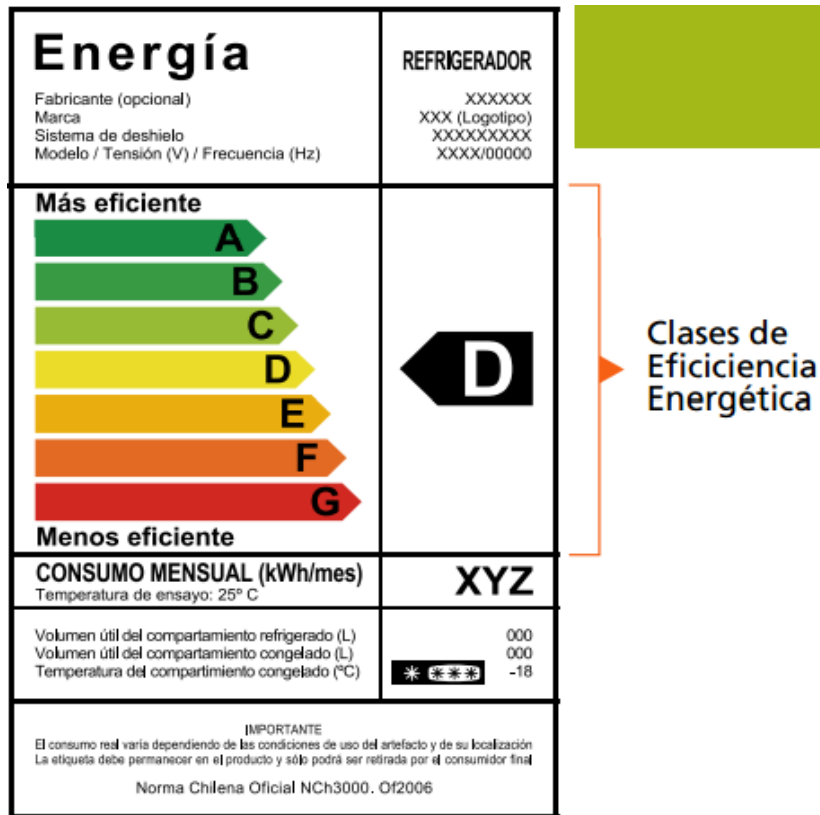 Energía
REFRIGERADOR
Fabricante (opcional)
XXXXXX
Marca
XXX (Logotipo)
Sistema de deshielo
XXXXXXXXX
Modelo / Tensión (V) / Frecuencia (Hz)
XXXX/00000
Más eficiente
A
B
C
D
E
F
G
Menos eficiente
D
Clases de
Eficiciencia
Energética
CONSUMO MENSUAL (kWh/mes)
XYZ
Temperatura de ensayo: 25º C
Volumen útil del compartamiento refrigerado (L)
000
Volumen útil del compartamiento congelado (L)
000
Temperatura del compartimiento congelado (ºC)
-18
IMPORTANTE
El consumo real varía dependiendo de las condiciones de uso del artefacto y de su localización
La etiqueta debe permanecer en el producto y sólo podrá ser retirada por el consumidor final
Norma Chilena Oficial NCh3000. Of2006